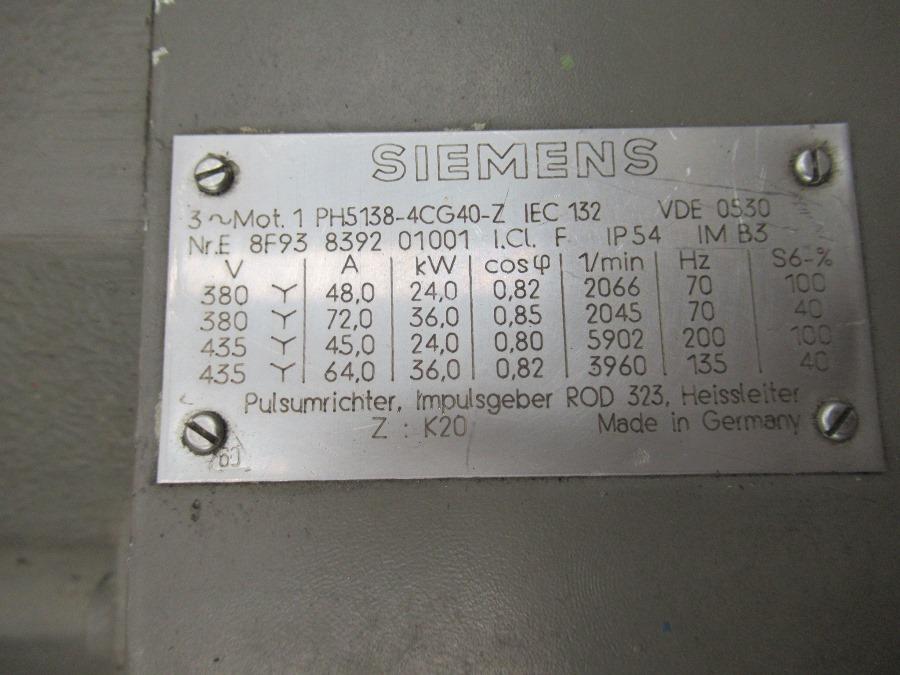 SIEMENS
3~Mot. 1 PH5138-4CG40-Z IEC 132 VDE 0530
Nr.E 8F93 8392 01001 I.Cl. F IP 54 IM B3
V A kW cosφ 1/min Hz S6-%
380 Y 48,0 24,0 0,82 2066 70 100
380 Y 72,0 36,0 0,85 2045 70 40
435 Y 45,0 24,0 0,80 5902 200 100
435 Y 64,0 36,0 0,82 3960 135 40
Pulsumrichter, Impulsgeber ROD 323, Heissleiter
Z : K20 Made in Germany